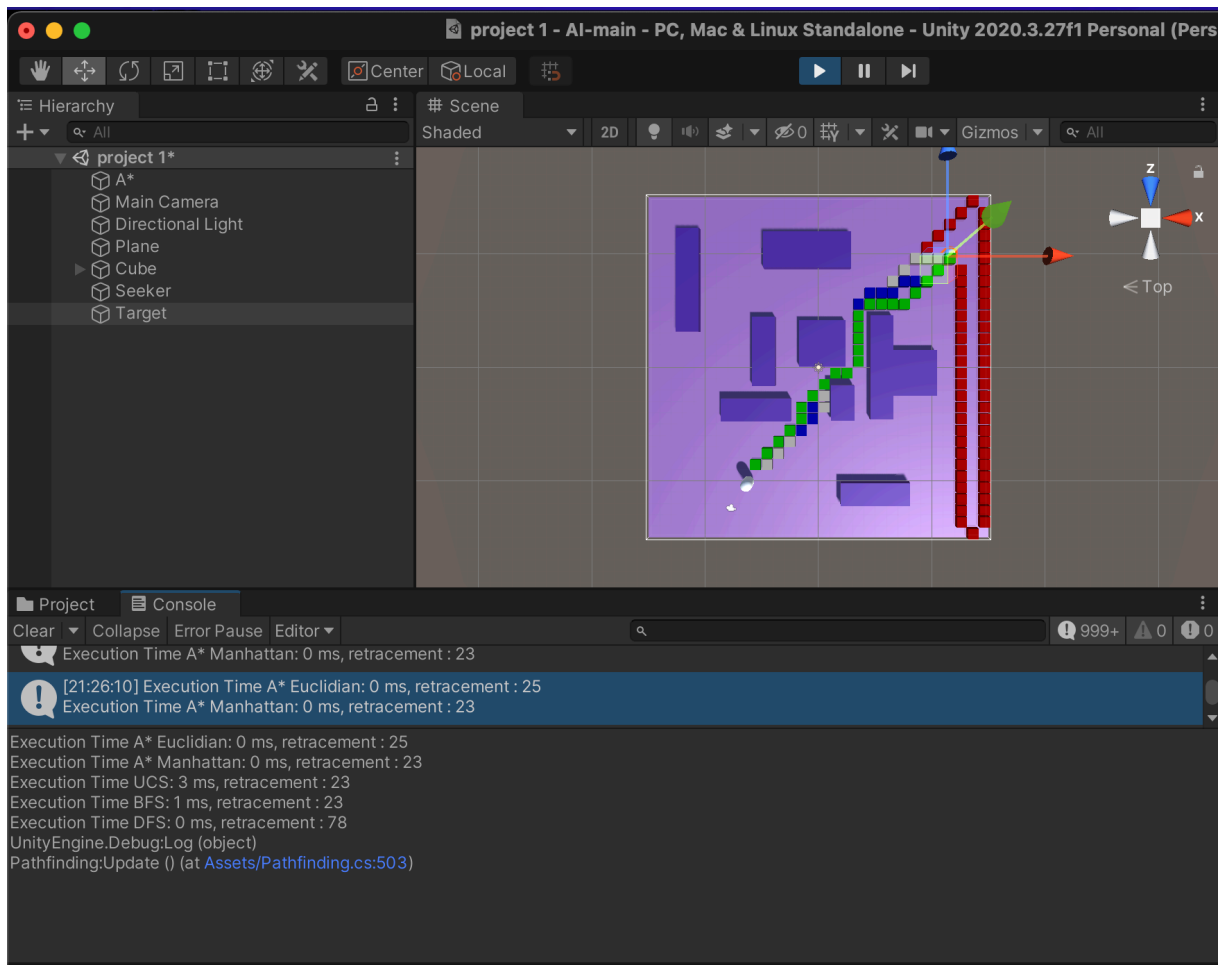 project 1 - AI-main - PC, Mac & Linux Standalone - Unity 2020.3.27f1 Personal (Pers
Center Local
Hierarchy
All
project 1*
A*
Main Camera
Directional Light
Plane
Cube
Seeker
Target
Scene
Shaded 2D 0 Gizmos All
z
x
Top
Project Console
Clear Collapse Error Pause Editor 999+ 0 0
Execution Time A* Manhattan: 0 ms, retracement : 23
[21:26:10] Execution Time A* Euclidian: 0 ms, retracement : 25
Execution Time A* Manhattan: 0 ms, retracement : 23
Execution Time A* Euclidian: 0 ms, retracement : 25
Execution Time A* Manhattan: 0 ms, retracement : 23
Execution Time UCS: 3 ms, retracement : 23
Execution Time BFS: 1 ms, retracement : 23
Execution Time DFS: 0 ms, retracement : 78
UnityEngine.Debug:Log (object)
Pathfinding:Update () (at Assets/Pathfinding.cs:503)